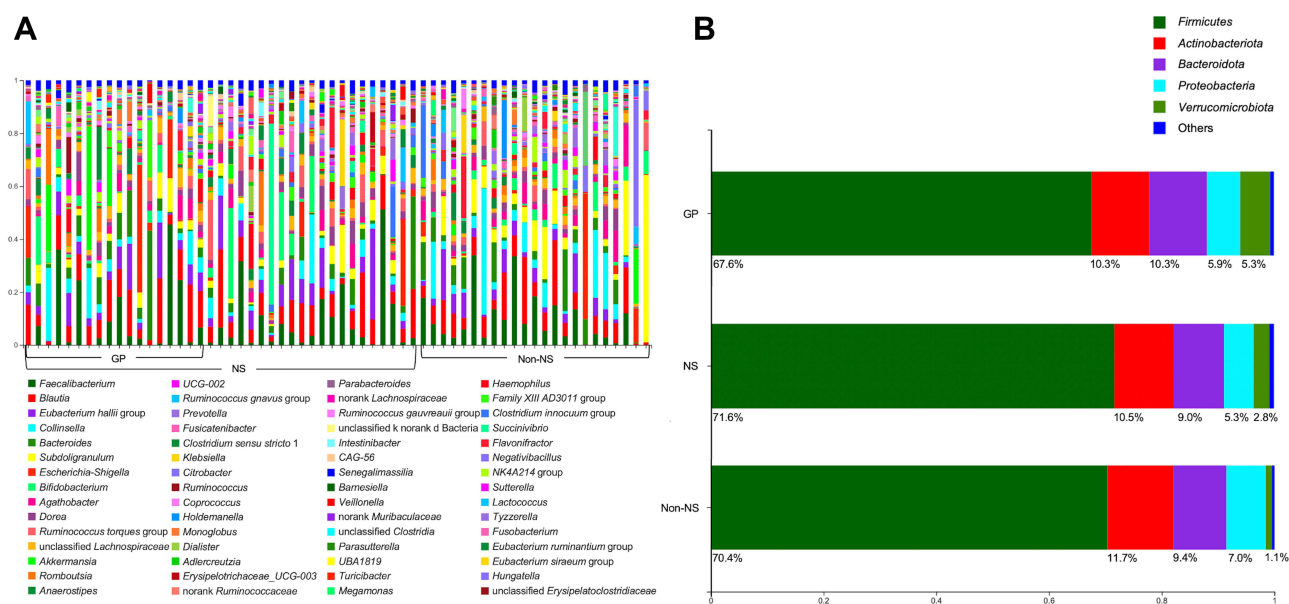 A
1
0.8
0.6
0.4
0.2
0
GP
NS
Non-NS
Faecalibacterium
Blautia
Eubacterium hallii group
Collinsella
Bacteroides
Subdoligranulum
Escherichia-Shigella
Bifidobacterium
Agathobacter
Dorea
Ruminococcus torques group
unclassified Lachnospiraceae
Akkermansia
Romboutsia
Anaerostipes
UCG-002
Ruminococcus gnavus group
Prevotella
Fusicatenibacter
Clostridium sensu stricto 1
Klebsiella
Citrobacter
Ruminococcus
Coprococcus
Holdemanella
Monoglobus
Dialister
Adlercreutzia
Erysipelotrichaceae_UCG-003
norank Ruminococcaceae
Parabacteroides
norank Lachnospiraceae
Ruminococcus gauvreauii group
unclassified k norank d Bacteria
Intestinibacter
CAG-56
Senegalimassilia
Barnesiella
Veillonella
norank Muribaculaceae
unclassified Clostridia
Parasutterella
UBA1819
Turicibacter
Megamonas
Haemophilus
Family XIII AD3011 group
Clostridium innocuum group
Succinivibrio
Flavonifractor
Negativibacillus
NK4A214 group
Sutterella
Lactococcus
Tyzzerella
Fusobacterium
Eubacterium ruminantium group
Eubacterium siraeum group
Hungatella
unclassified Erysipelatoclostridiaceae
B
Firmicutes
Actinobacteriota
Bacteroidota
Proteobacteria
Verrucomicrobiota
Others
GP
67.6% 10.3% 10.3% 5.9% 5.3%
NS
71.6% 10.5% 9.0% 5.3% 2.8%
Non-NS
70.4% 11.7% 9.4% 7.0% 1.1%
0 0.2 0.4 0.6 0.8 1